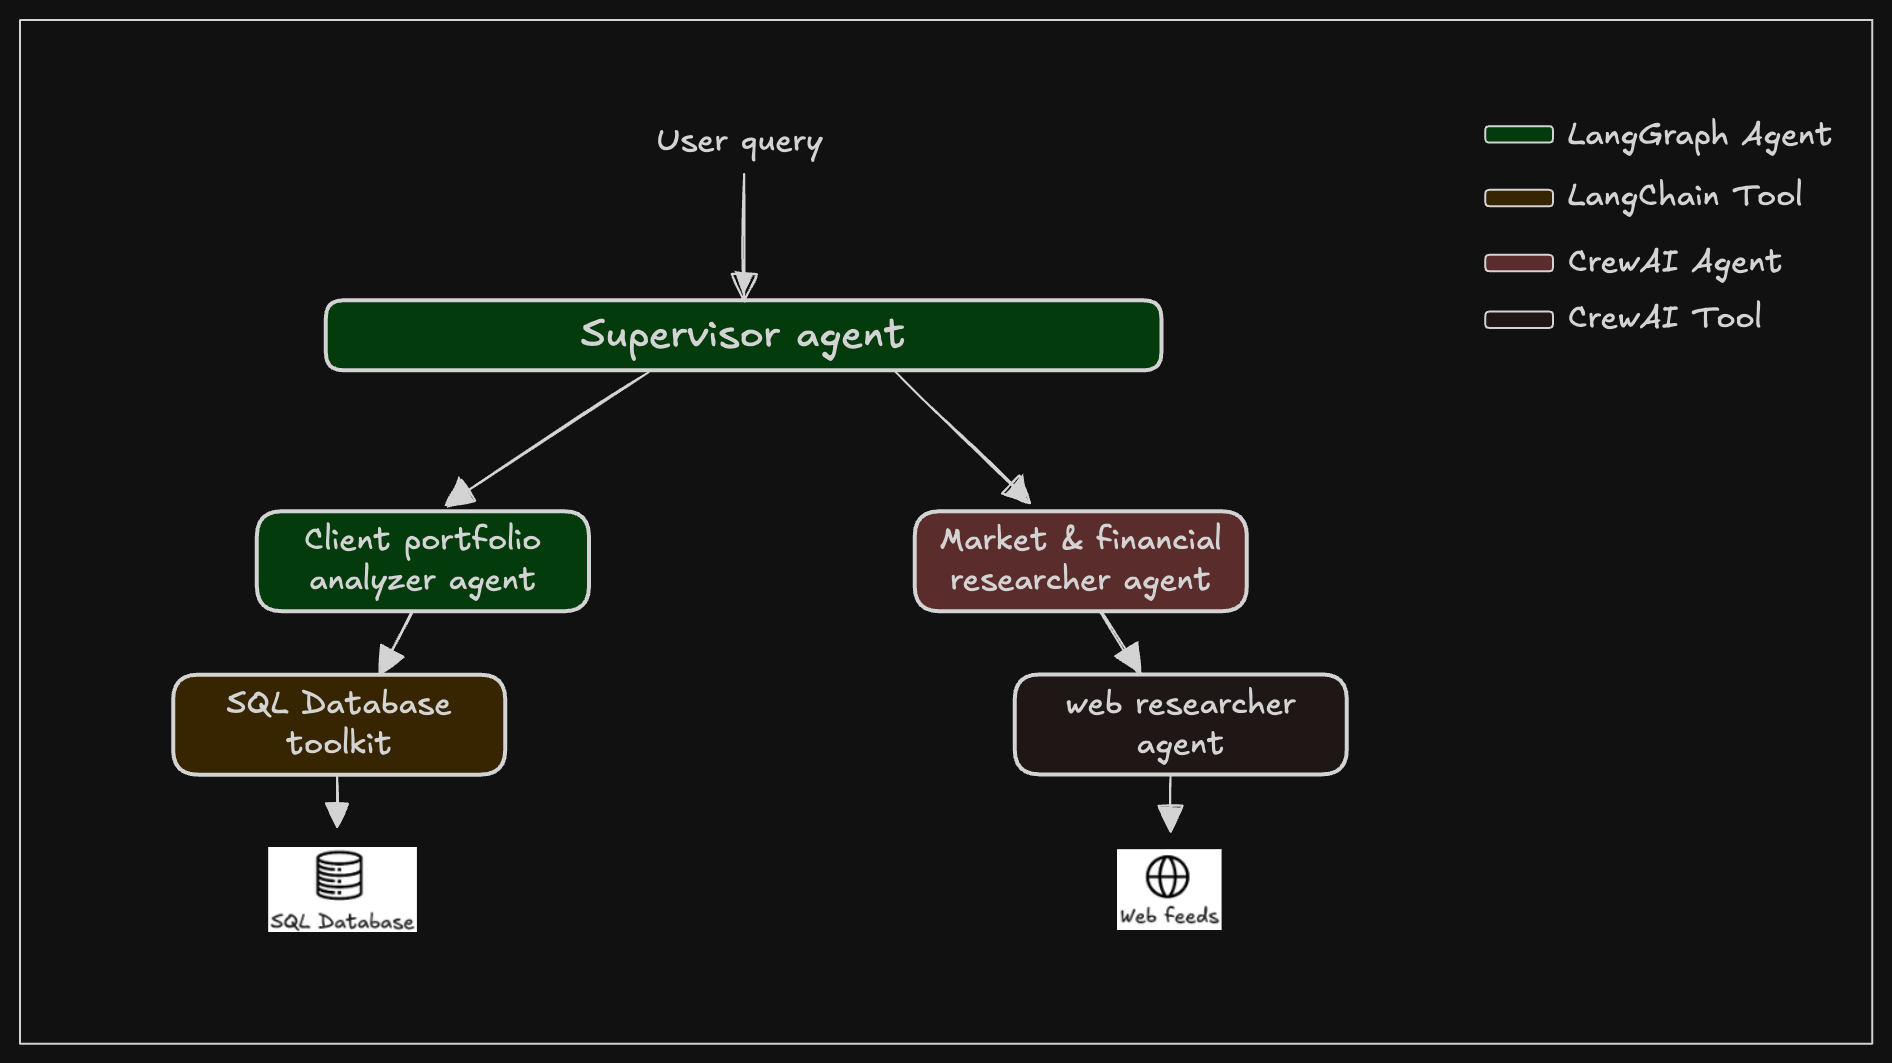 User query
LangGraph Agent
LangChain Tool
CrewAI Agent
CrewAI Tool
Supervisor agent
Client portfolio
analyzer agent
Market & financial
researcher agent
SQL Database
toolkit
web researcher
agent
SQL Database
Web feeds